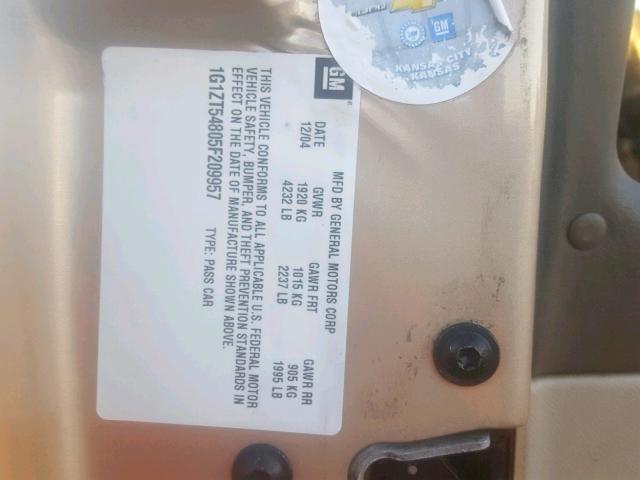 GM
MFD BY GENERAL MOTORS CORP
DATE GVWR GAWR FRT GAWR RR
12/04 1920 KG 1015 KG 905 KG
4232 LB 2237 LB 1995 LB
THIS VEHICLE CONFORMS TO ALL APPLICABLE U.S. FEDERAL MOTOR
VEHICLE SAFETY, BUMPER, AND THEFT PREVENTION STANDARDS IN
EFFECT ON THE DATE OF MANUFACTURE SHOWN ABOVE.
1G1ZT54805F209957 TYPE: PASS CAR
GM
KANSAS CITY
KANSAS